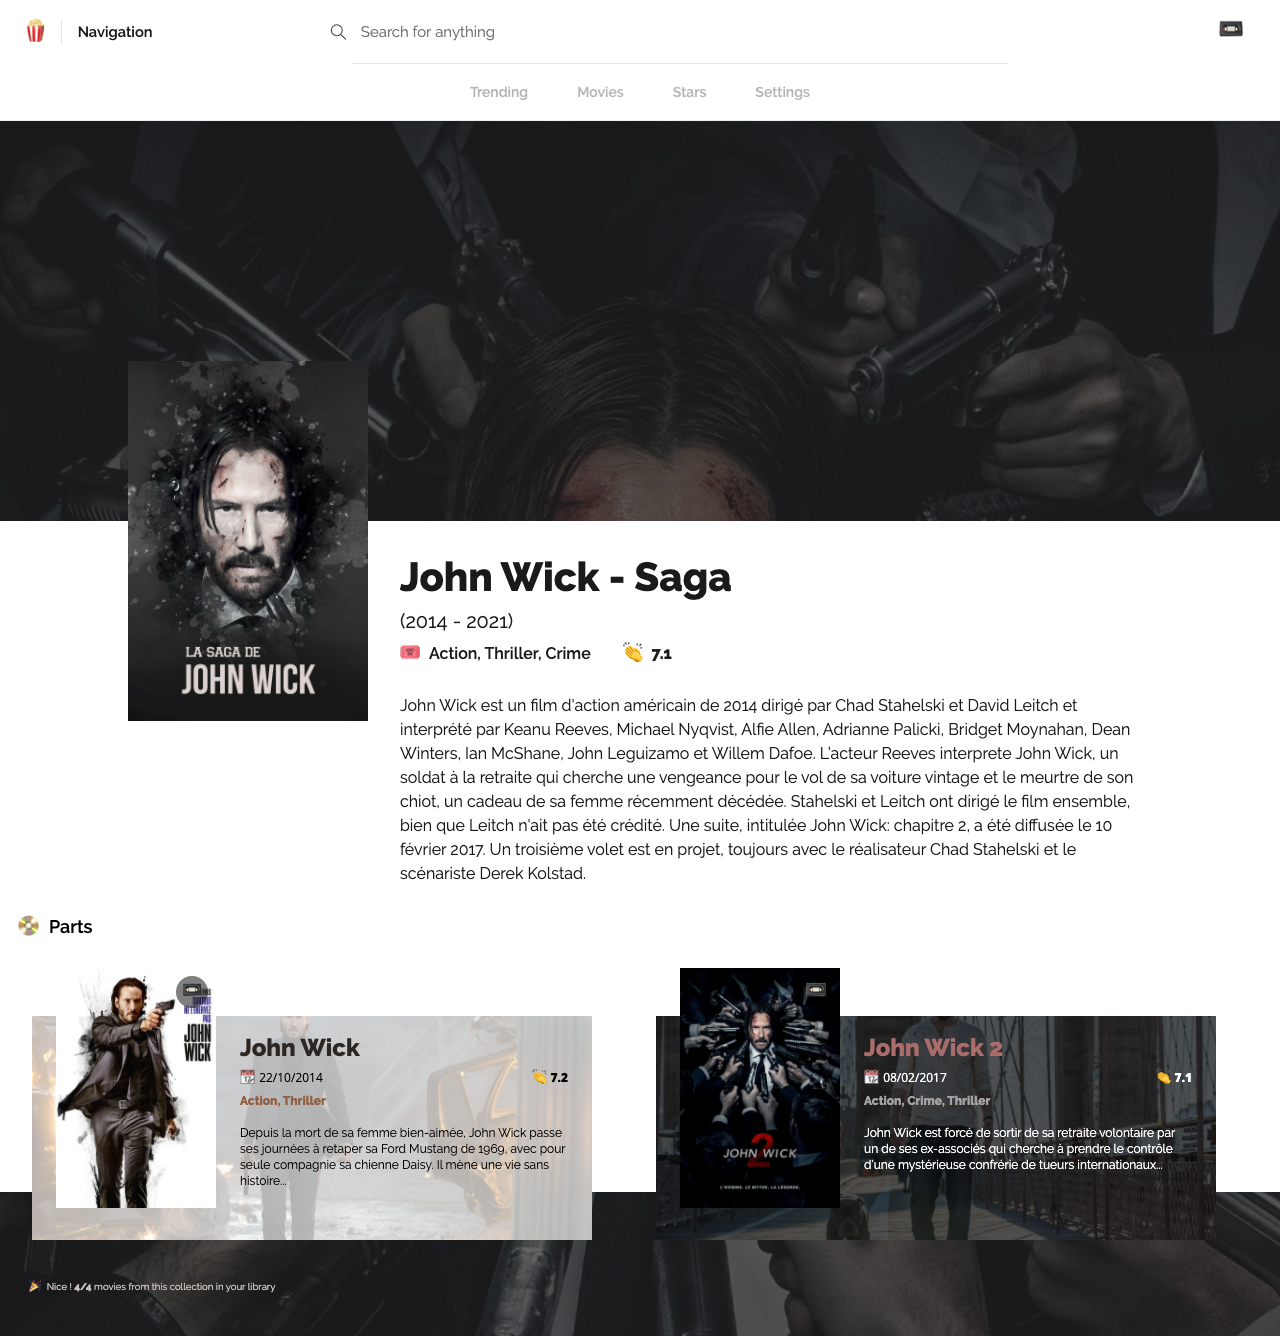 Navigation
Search for anything
Trending
Movies
Stars
Settings
LA SAGA DE
JOHN WICK
John Wick - Saga
(2014 - 2021)
Action, Thriller, Crime
7.1
John Wick est un film d'action américain de 2014 dirigé par Chad Stahelski et David Leitch et
interprété par Keanu Reeves, Michael Nyqvist, Alfie Allen, Adrianne Palicki, Bridget Moynahan, Dean
Winters, Ian McShane, John Leguizamo et Willem Dafoe. L'acteur Reeves interprete John Wick, un
soldat à la retraite qui cherche une vengeance pour le vol de sa voiture vintage et le meurtre de son
chiot, un cadeau de sa femme récemment décédée. Stahelski et Leitch ont dirigé le film ensemble,
bien que Leitch n'ait pas été crédité. Une suite, intitulée John Wick: chapitre 2, a été diffusée le 10
février 2017. Un troisième volet est en projet, toujours avec le réalisateur Chad Stahelski et le
scénariste Derek Kolstad.
Parts
JOHN
WICK
John Wick
22/10/2014
7.2
Action, Thriller
Depuis la mort de sa femme bien-aimée, John Wick passe
ses journées à retaper sa Ford Mustang de 1969, avec pour
seule compagnie sa chienne Daisy. Il mène une vie sans
histoire...
2
JOHN WICK
L'HOMME. LE MYTHE. LA LÉGENDE.
John Wick 2
08/02/2017
7.1
Action, Crime, Thriller
John Wick est forcé de sortir de sa retraite volontaire par
un de ses ex-associés qui cherche à prendre le contrôle
d'une mystérieuse confrérie de tueurs internationaux...
Nice ! 4/4 movies from this collection in your library